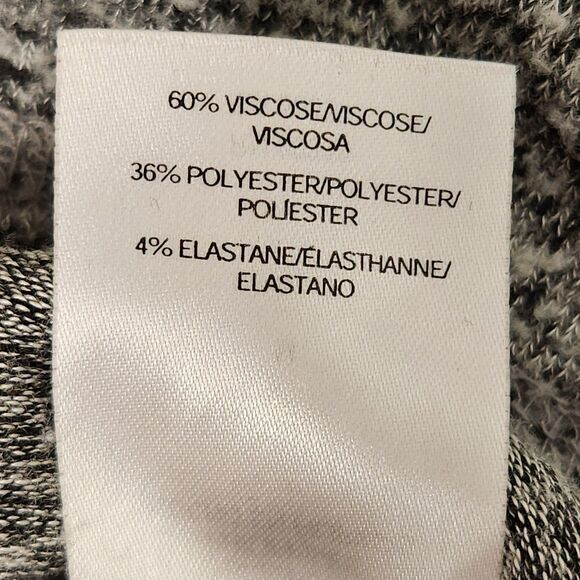 60% VISCOSE/VISCOSE/
VISCOSA
36% POLYESTER/POLYESTER/
POLIESTER
4% ELASTANE/ÉLASTHANNE/
ELASTANO